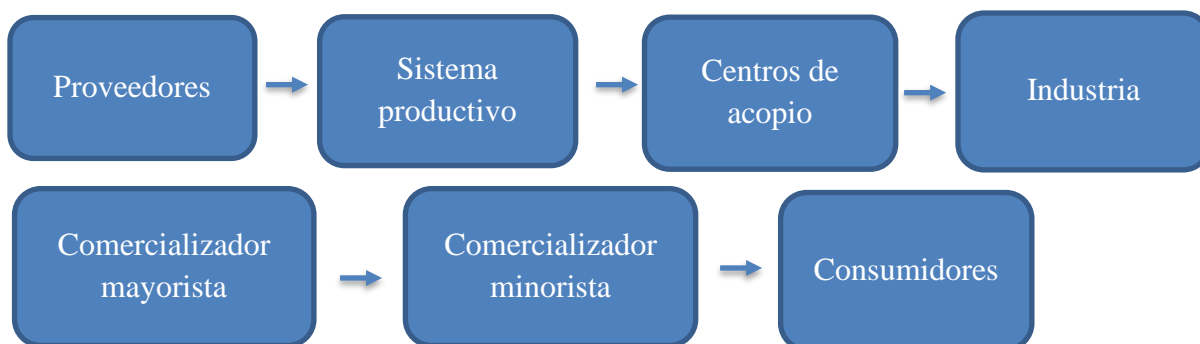 Proveedores
Sistema
productivo
Centros de
acopio
Industria
Comercializador
mayorista
Comercializador
minorista
Consumidores